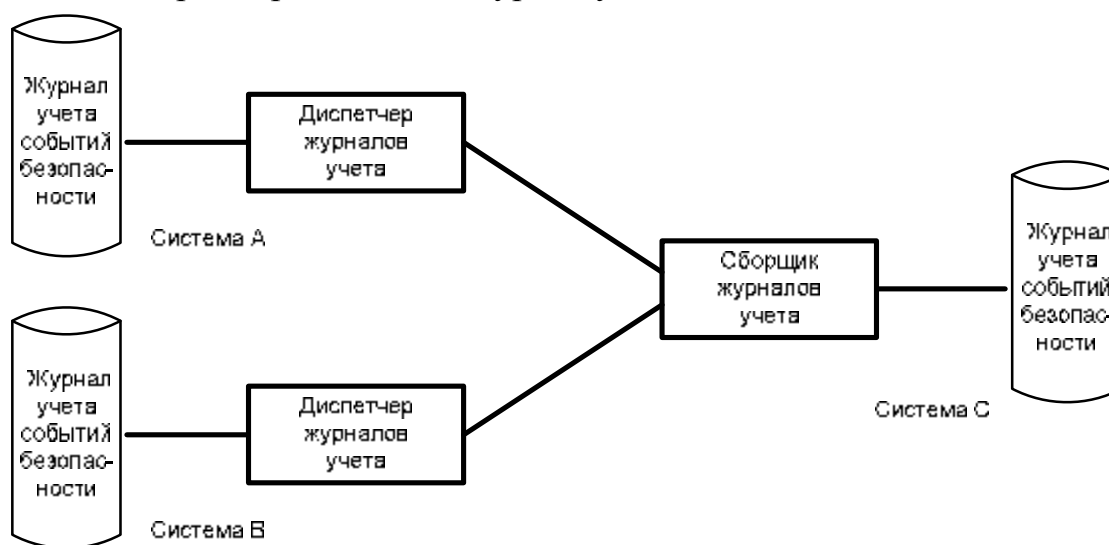 Журнал
учета
событий
безопас-
ности
Диспетчер
журналов
учета
Система А
Сборщик
журналов
учета
Журнал
учета
событий
безопас-
ности
Система С
Журнал
учета
событий
безопас-
ности
Диспетчер
журналов
учета
Система В